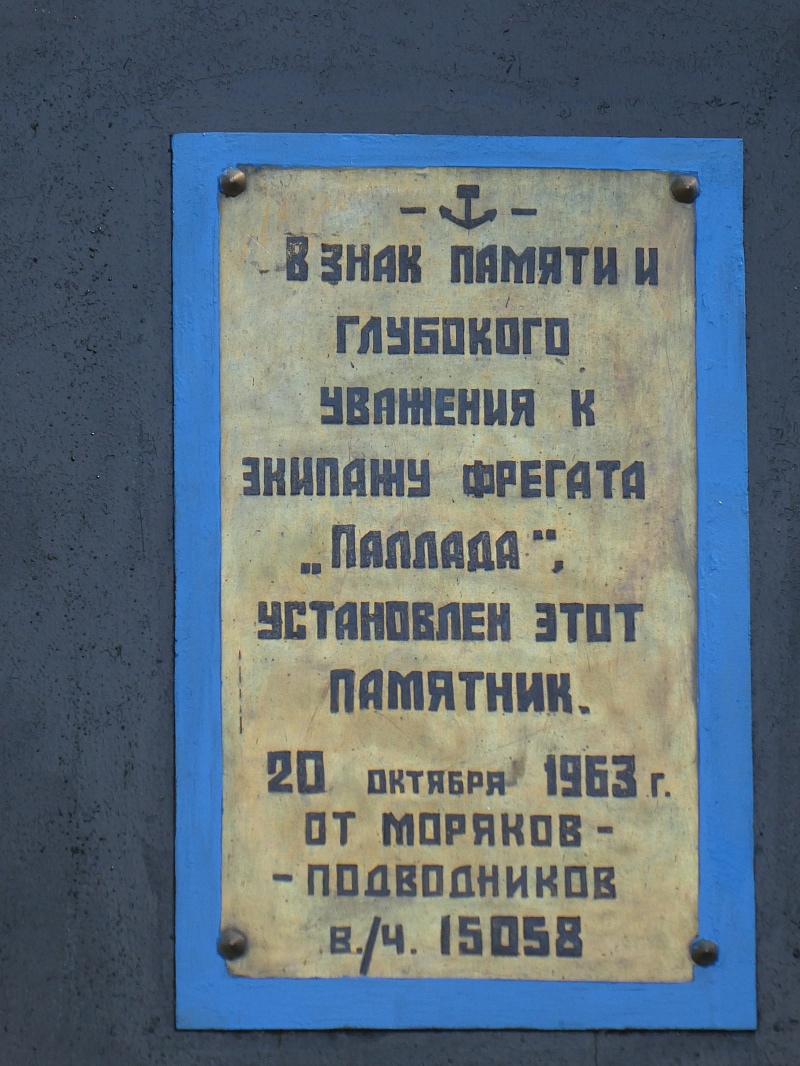 В ЗНАК ПАМЯТИ И
ГЛУБОКОГО
УВАЖЕНИЯ К
ЭКИПАЖУ ФРЕГАТА
„ПАЛЛАДА",
УСТАНОВЛЕН ЭТОТ
ПАМЯТНИК.
20 ОКТЯБРЯ 1963 г.
ОТ МОРЯКОВ -
- ПОДВОДНИКОВ
В./Ч. 15058